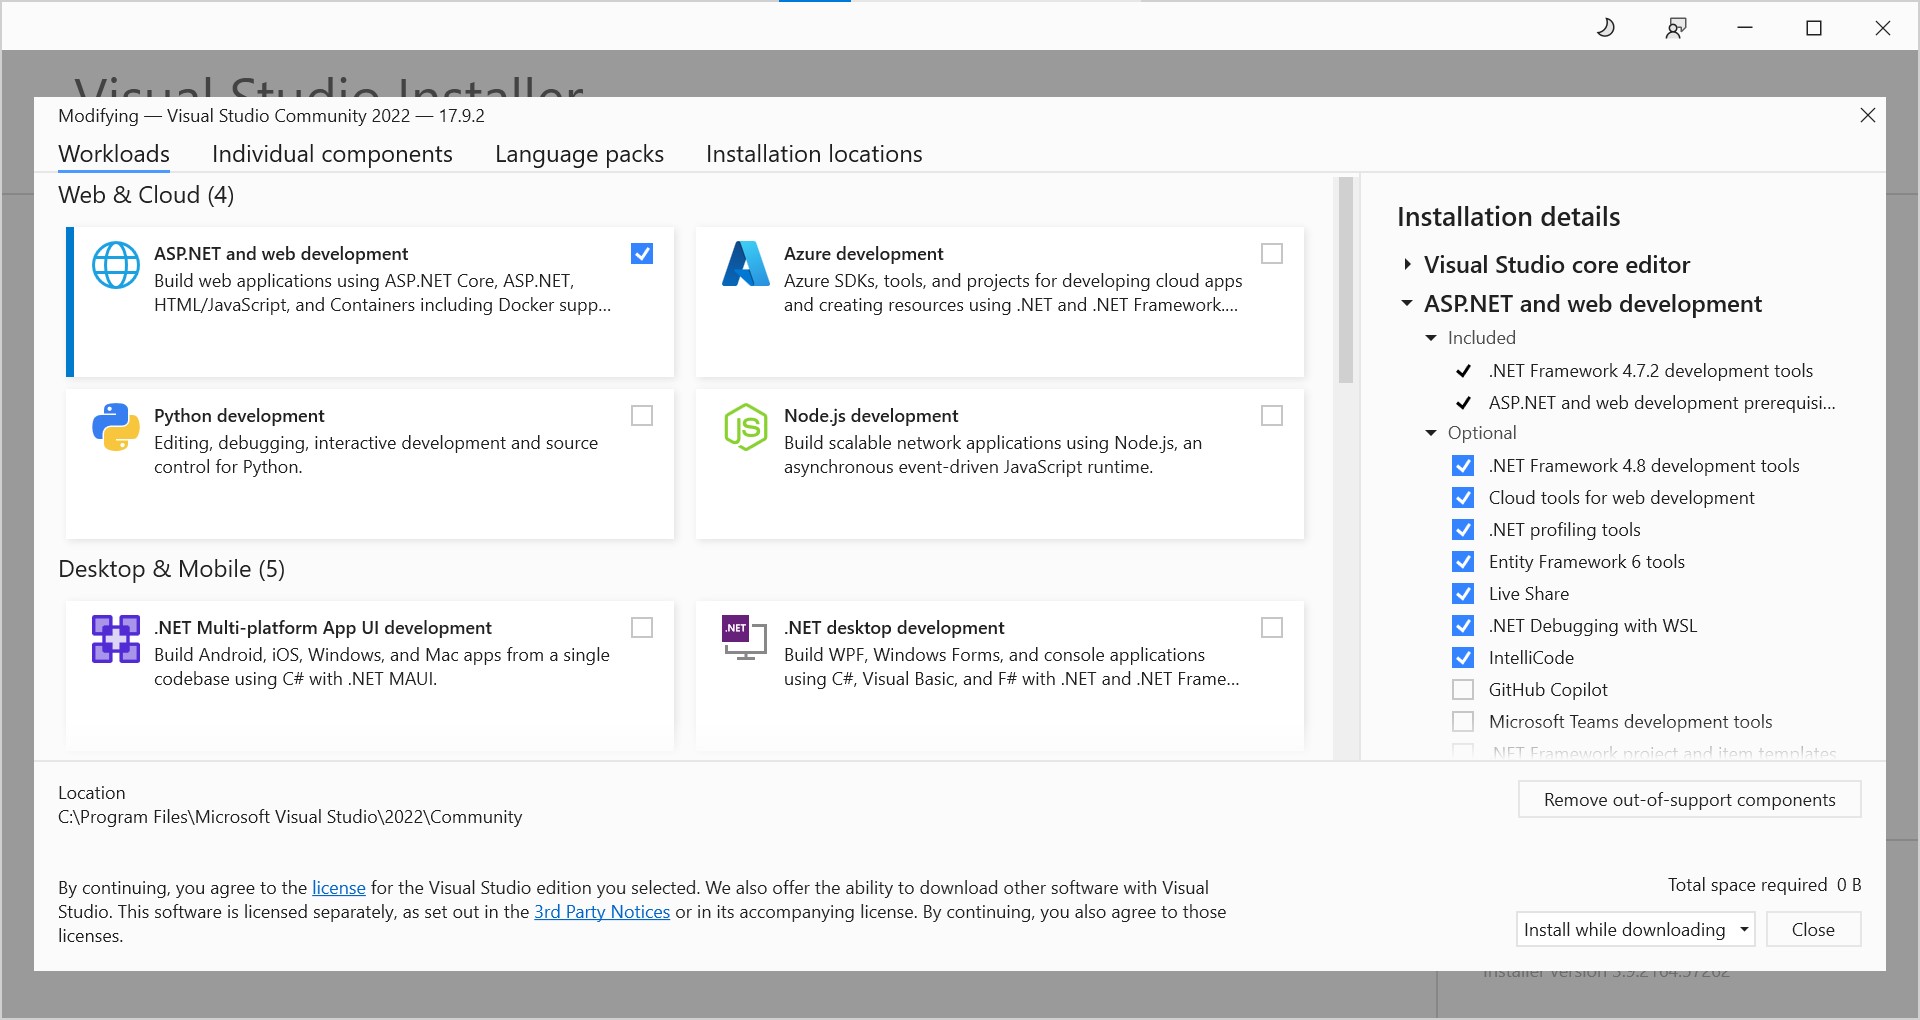 Visual Studio Installer
Modifying — Visual Studio Community 2022 — 17.9.2
Workloads
Individual components
Language packs
Installation locations
Web & Cloud (4)
ASP.NET and web development
Build web applications using ASP.NET Core, ASP.NET,
HTML/JavaScript, and Containers including Docker supp...
Azure development
Azure SDKs, tools, and projects for developing cloud apps
and creating resources using .NET and .NET Framework....
Python development
Editing, debugging, interactive development and source
control for Python.
JS
Node.js development
Build scalable network applications using Node.js, an
asynchronous event-driven JavaScript runtime.
Desktop & Mobile (5)
.NET Multi-platform App UI development
Build Android, iOS, Windows, and Mac apps from a single
codebase using C# with .NET MAUI.
.NET
.NET desktop development
Build WPF, Windows Forms, and console applications
using C#, Visual Basic, and F# with .NET and .NET Frame...
Installation details
Visual Studio core editor
ASP.NET and web development
Included
.NET Framework 4.7.2 development tools
ASP.NET and web development prerequisi...
Optional
.NET Framework 4.8 development tools
Cloud tools for web development
.NET profiling tools
Entity Framework 6 tools
Live Share
.NET Debugging with WSL
IntelliCode
GitHub Copilot
Microsoft Teams development tools
.NET Framework project and item templates
Location
C:\Program Files\Microsoft Visual Studio\2022\Community
Remove out-of-support components
By continuing, you agree to the license for the Visual Studio edition you selected. We also offer the ability to download other software with Visual
Studio. This software is licensed separately, as set out in the 3rd Party Notices or in its accompanying license. By continuing, you also agree to those
licenses.
Total space required 0 B
Install while downloading
Close
Installer version